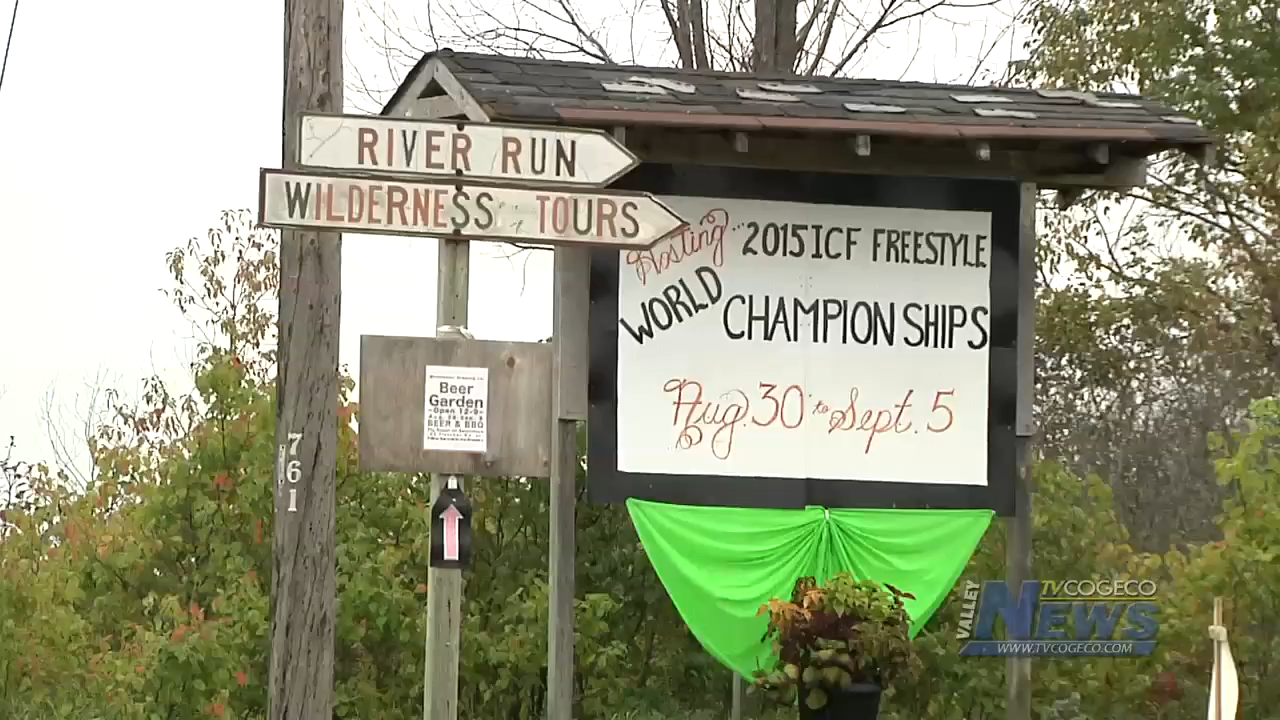 RIVER RUN
WILDERNESS TOURS
Hosting... 2015 ICF FREESTYLE
WORLD CHAMPIONSHIPS
Aug. 30 to Sept. 5
Beer
Garden
Open 12-9
BEER & BBQ
761
VALLEY
TVCOGECO
NEWS
WWW.TVCOGECO.COM